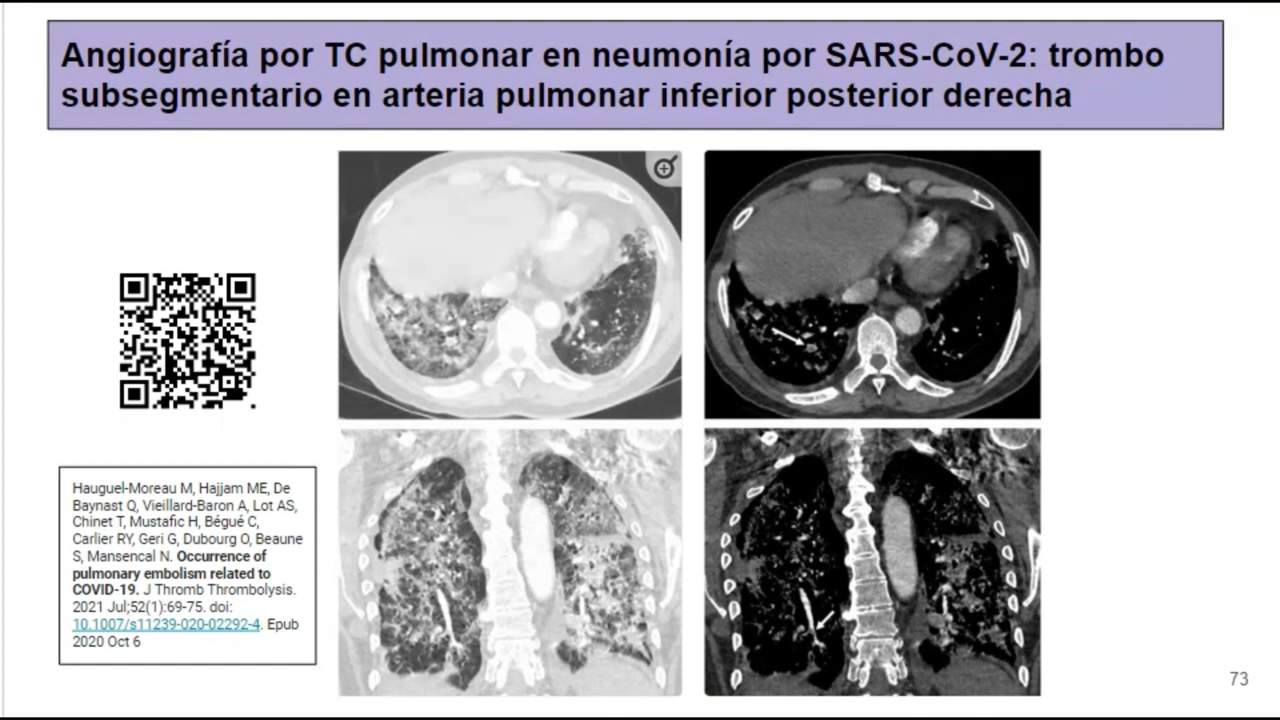 Angiografía por TC pulmonar en neumonía por SARS-CoV-2: trombo
subsegmentario en arteria pulmonar inferior posterior derecha
Hauguel-Moreau M, Hajjam ME, De
Baynast Q, Vieillard-Baron A, Lot AS,
Chinet T, Mustafic H, Bégué C,
Carlier RY, Geri G, Dubourg O, Beaune
S, Mansencal N. Occurrence of
pulmonary embolism related to
COVID-19. J Thromb Thrombolysis.
2021 Jul;52(1):69-75. doi:
10.1007/s11239-020-02292-4. Epub
2020 Oct 6
73